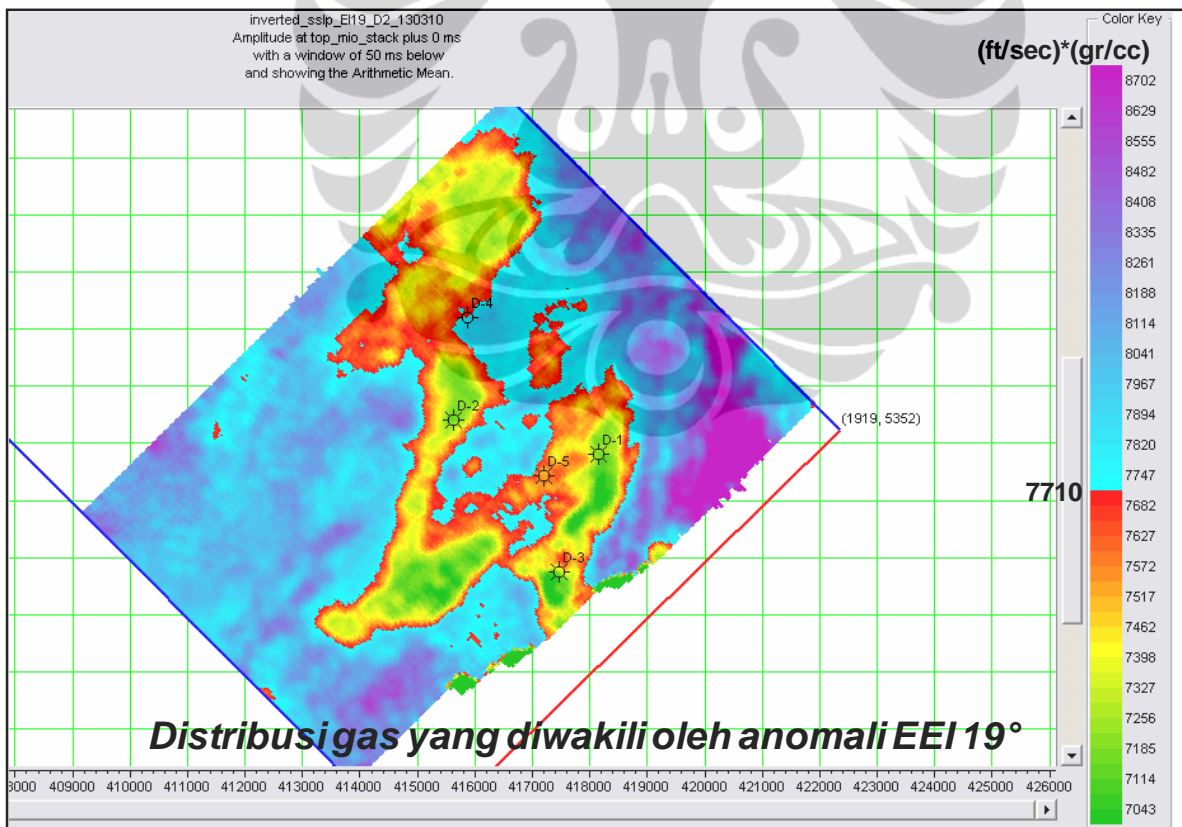 inverted_sslp_EI19_D2_130310
Amplitude at top_mio_stack plus 0 ms
with a window of 50 ms below
and showing the Arithmetic Mean.
Color Key
(ft/sec)*(gr/cc)
8702
8629
8555
8482
8408
8335
8261
8188
8114
8041
7967
7894
7820
7747
7710
7682
7627
7572
7517
7462
7398
7327
7256
7185
7114
7043
D-4
D-2
D-1
D-5
D-3
(1919, 5352)
Distribusi gas yang diwakili oleh anomali EEI 19°
409000 410000 411000 412000 413000 414000 415000 416000 417000 418000 419000 420000 421000 422000 423000 424000 425000 426000